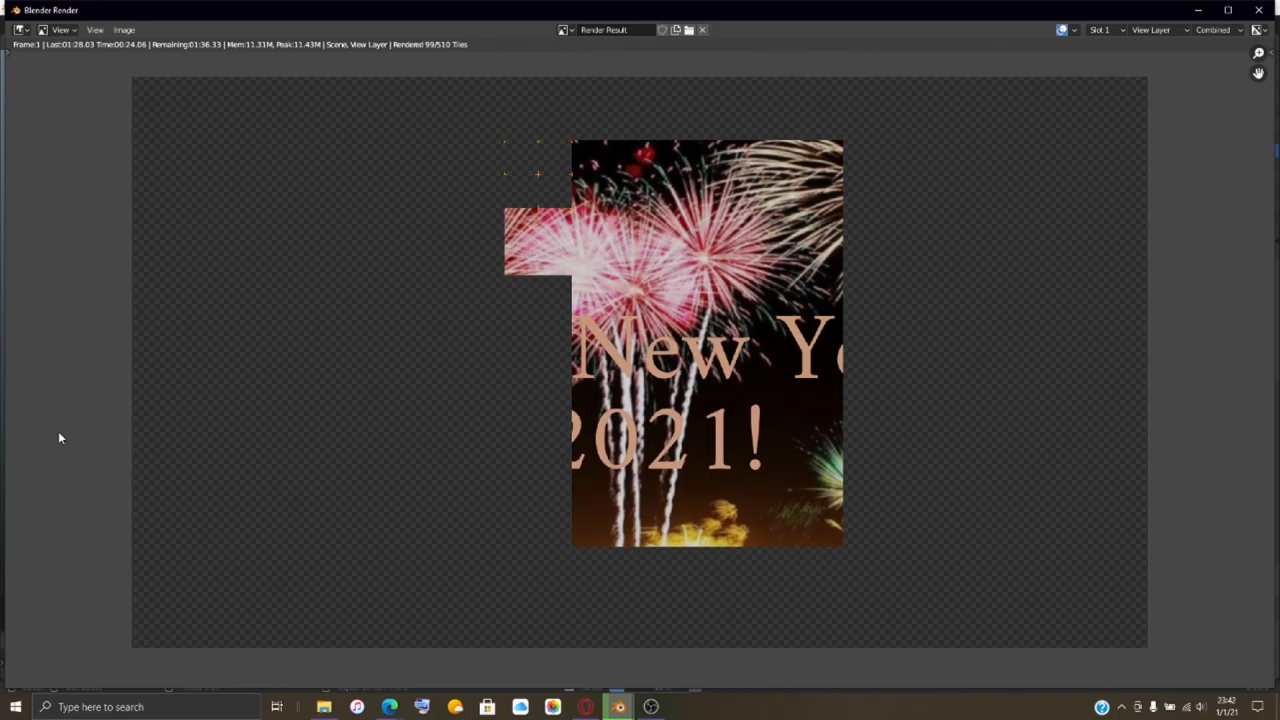 Blender Render
View View Image Render Result Slot 1 View Layer Combined
Frame:1 | Last:01:28.03 Time:00:24.06 | Remaining:01:36.33 | Mem:11.31M, Peak:11.43M | Scene, View Layer | Rendered 99/510 Tiles
New Ye
2021!
Type here to search
23:42
1/1/21